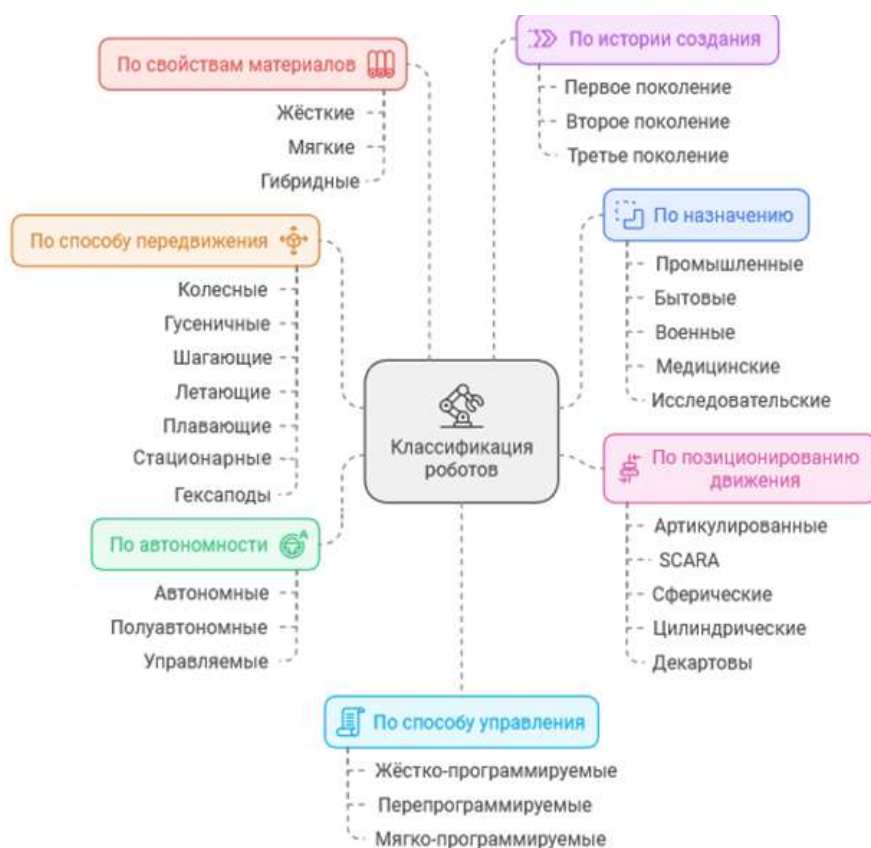 По свойствам материалов
Жёсткие
Мягкие
Гибридные
По истории создания
Первое поколение
Второе поколение
Третье поколение
По способу передвижения
Колесные
Гусеничные
Шагающие
Летающие
Плавающие
Стационарные
Гексаподы
По назначению
Промышленные
Бытовые
Военные
Медицинские
Исследовательские
Классификация
роботов
По автономности
Автономные
Полуавтономные
Управляемые
По позиционированию
движения
Артикулированные
SCARA
Сферические
Цилиндрические
Декартовы
По способу управления
Жёстко-программируемые
Перепрограммируемые
Мягко-программируемые